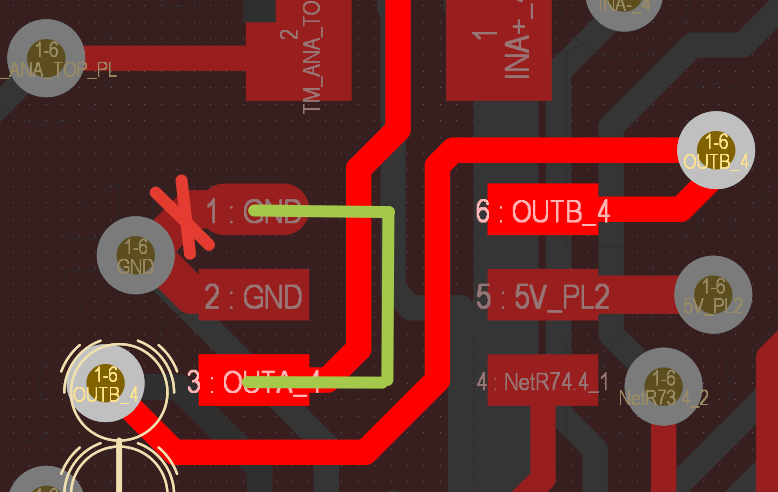 INA-_4
1-6
_ANA_TOP_PL
2
TM_ANA_TO
1
INA+_
1-6
OUTB_4
1 : GND
6 : OUTB_4
1-6
GND
2 : GND
5 : 5V_PL2
1-6
5V_PL2
1-6
OUTB_4
3 : OUTA_4
4 : NetR74.4_1
1-6
NetR73.4_2